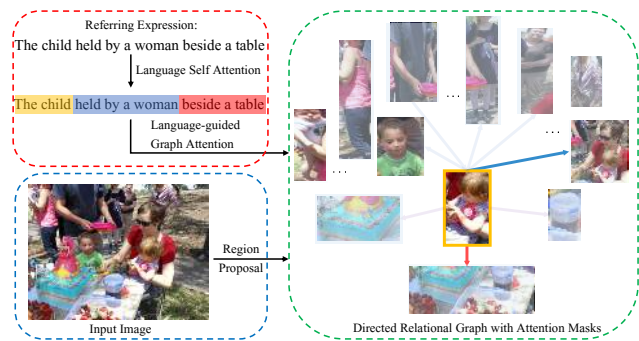 Referring Expression:
The child held by a woman beside a table
Language Self Attention
The child held by a woman beside a table
Language-guided
Graph Attention
Region
Proposal
Input Image
. . .
. . .
. . .
Directed Relational Graph with Attention Masks